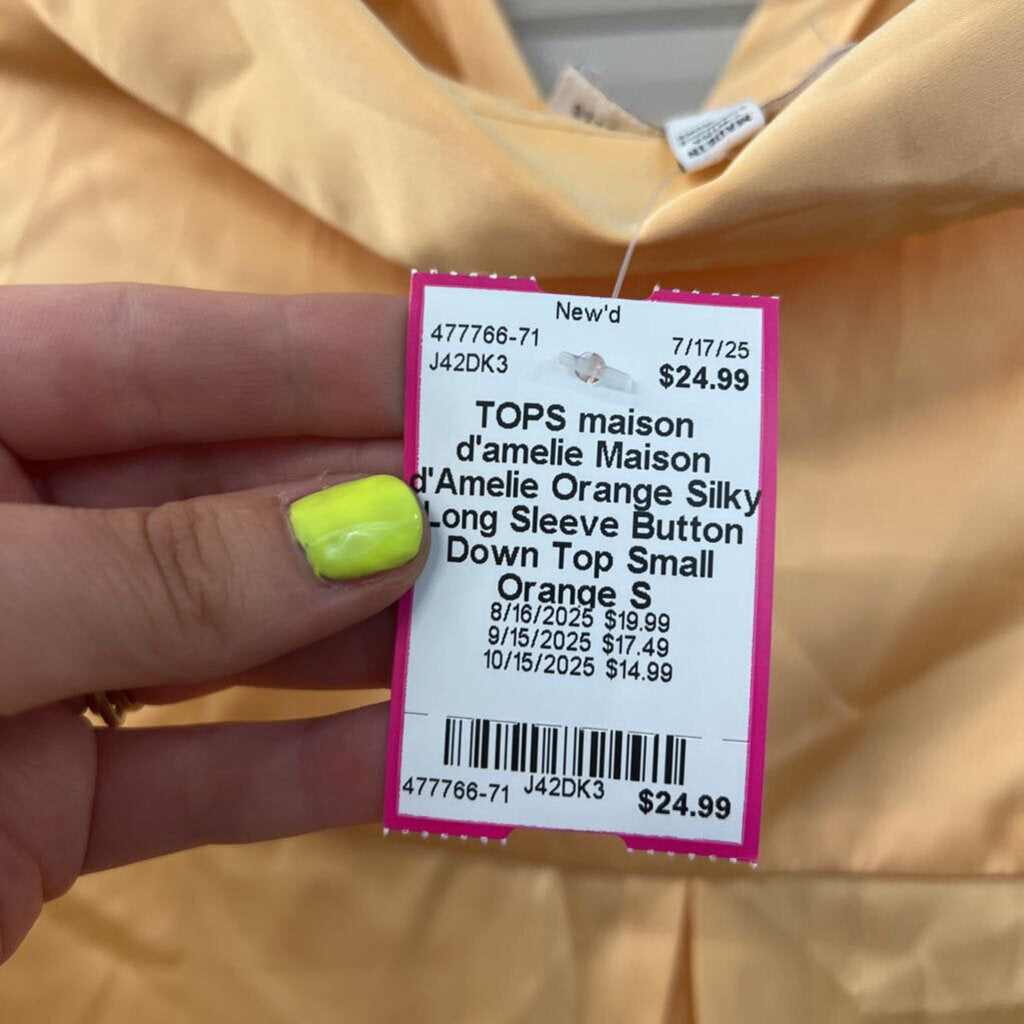 MADE IN
New'd
477766-71 7/17/25
J42DK3 $24.99
TOPS maison
d'amelie Maison
d'Amelie Orange Silky
Long Sleeve Button
Down Top Small
Orange S
8/16/2025 $19.99
9/15/2025 $17.49
10/15/2025 $14.99
477766-71 J42DK3 $24.99